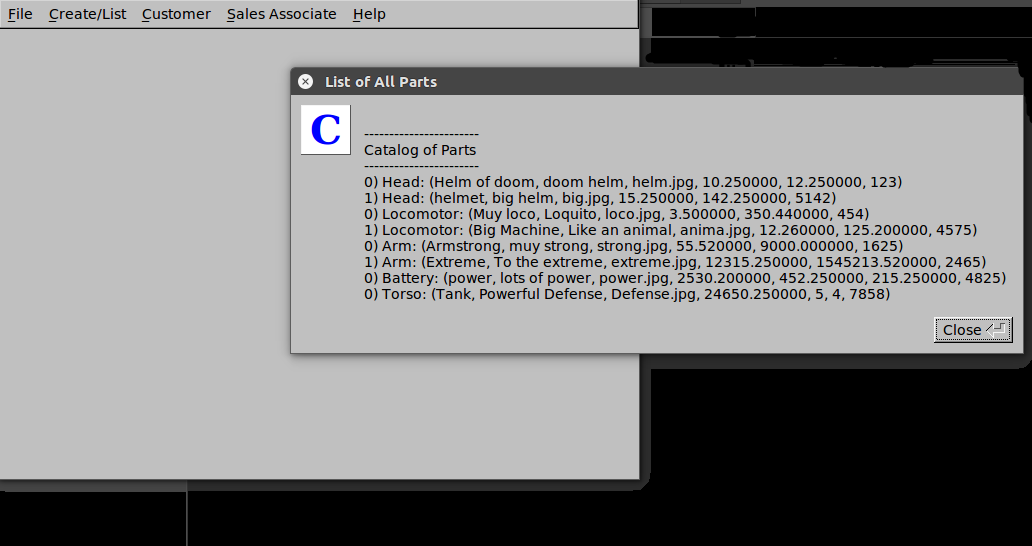 File Create/List Customer Sales Associate Help
List of All Parts
C
-----------------------
Catalog of Parts
-----------------------
0) Head: (Helm of doom, doom helm, helm.jpg, 10.250000, 12.250000, 123)
1) Head: (helmet, big helm, big.jpg, 15.250000, 142.250000, 5142)
0) Locomotor: (Muy loco, Loquito, loco.jpg, 3.500000, 350.440000, 454)
1) Locomotor: (Big Machine, Like an animal, anima.jpg, 12.260000, 125.200000, 4575)
0) Arm: (Armstrong, muy strong, strong.jpg, 55.520000, 9000.000000, 1625)
1) Arm: (Extreme, To the extreme, extreme.jpg, 12315.250000, 1545213.520000, 2465)
0) Battery: (power, lots of power, power.jpg, 2530.200000, 452.250000, 215.250000, 4825)
0) Torso: (Tank, Powerful Defense, Defense.jpg, 24650.250000, 5, 4, 7858)
Close